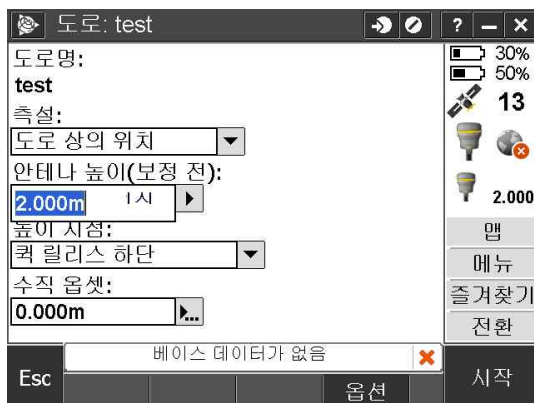 도로: test
? — ×
도로명:
test
측설:
도로 상의 위치
안테나 높이(보정 전):
2.000m
높이 지점:
퀵 릴리스 하단
수직 옵셋:
0.000m
30%
50%
13
2.000
맵
메뉴
즐겨찾기
전환
베이스 데이터가 없음
Esc
옵션
시작